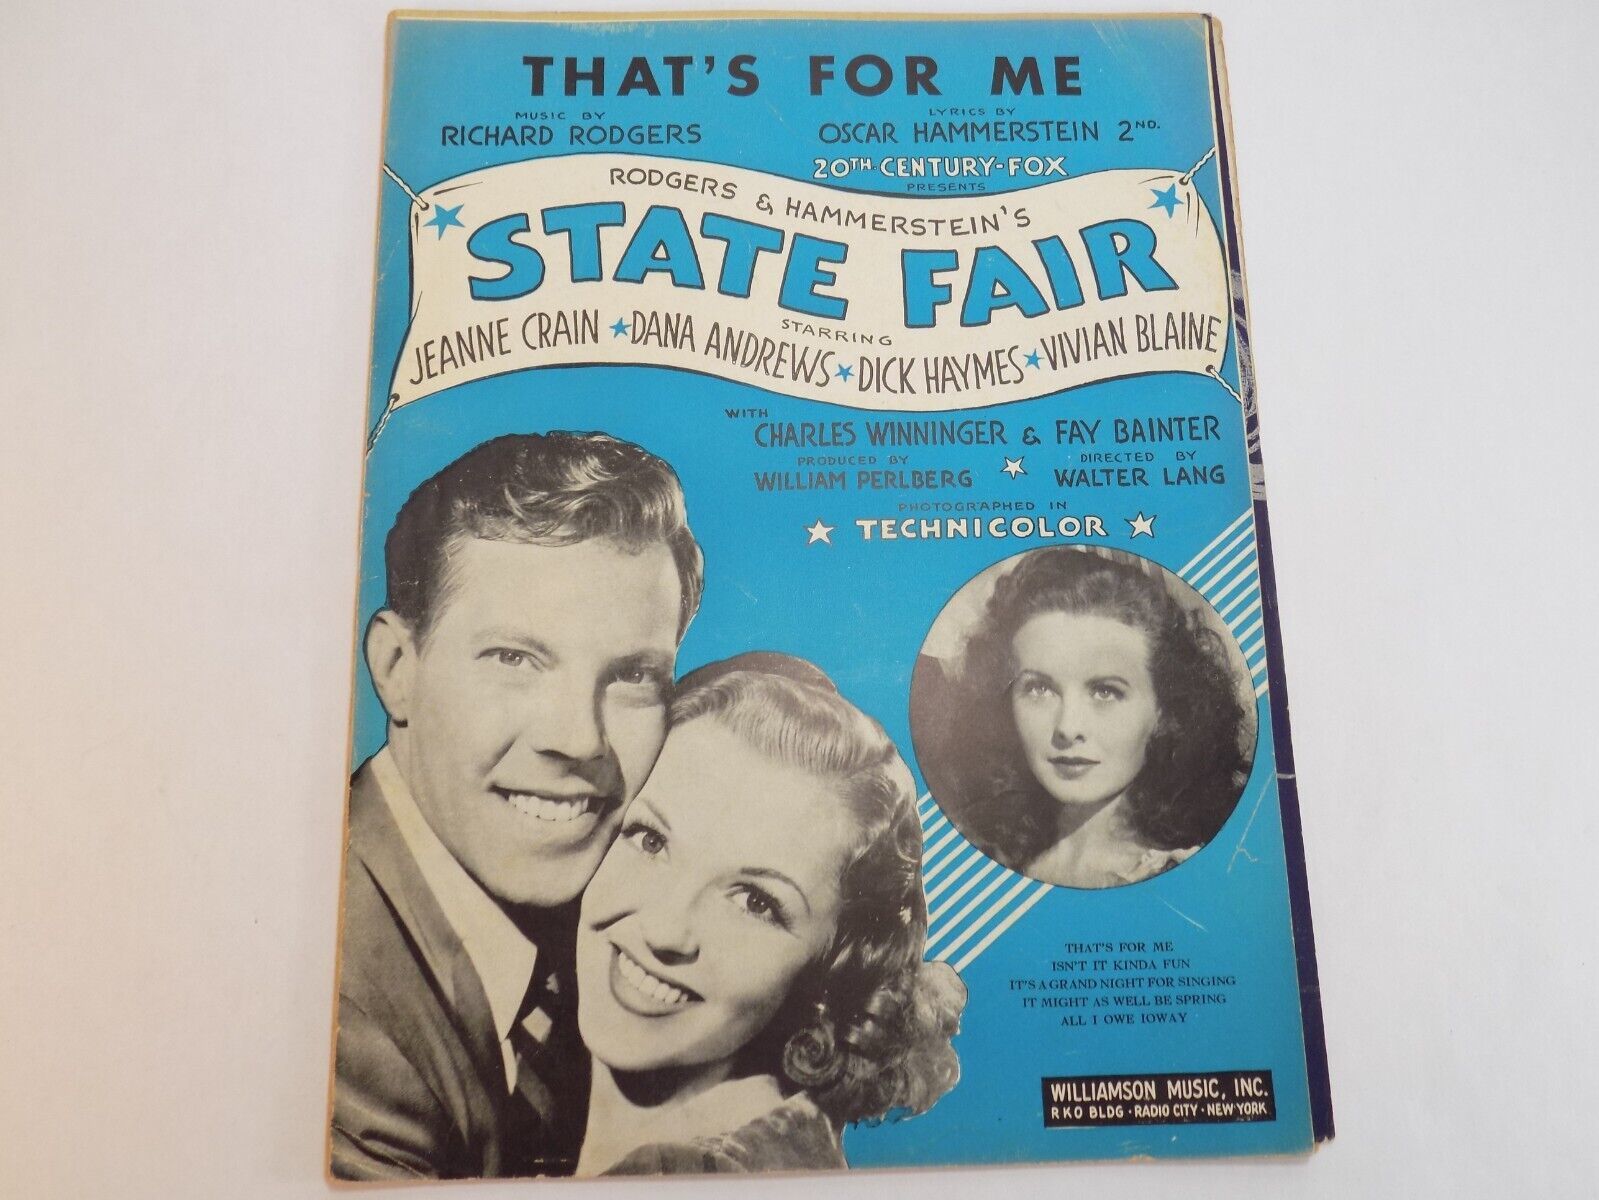 THAT'S FOR ME
MUSIC BY
RICHARD RODGERS
LYRICS BY
OSCAR HAMMERSTEIN 2ND.
20TH. CENTURY-FOX
PRESENTS
RODGERS & HAMMERSTEIN'S
STATE FAIR
STARRING
JEANNE CRAIN ★ DANA ANDREWS ★ DICK HAYMES ★ VIVIAN BLAINE
WITH
CHARLES WINNINGER & FAY BAINTER
PRODUCED BY
WILLIAM PERLBERG
DIRECTED BY
WALTER LANG
PHOTOGRAPHED IN
★ TECHNICOLOR ★
THAT'S FOR ME
ISN'T IT KINDA FUN
IT'S A GRAND NIGHT FOR SINGING
IT MIGHT AS WELL BE SPRING
ALL I OWE IOWAY
WILLIAMSON MUSIC, INC.
RKO BLDG · RADIO CITY · NEW YORK